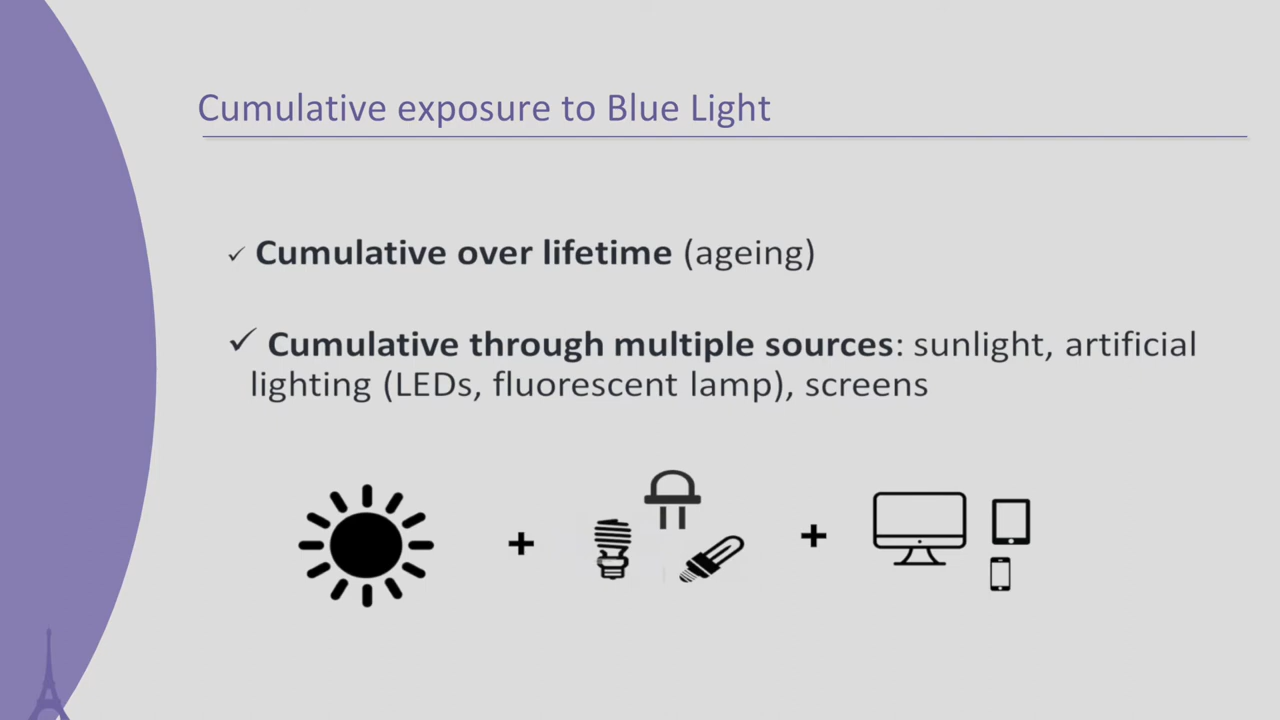 Cumulative exposure to Blue Light
✓ Cumulative over lifetime (ageing)
✓ Cumulative through multiple sources: sunlight, artificial
lighting (LEDs, fluorescent lamp), screens
+ +